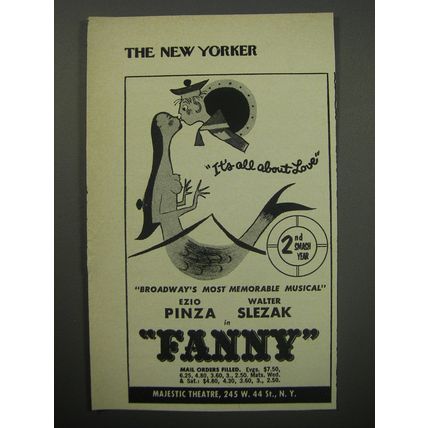 THE NEW YORKER
"It's all about Love"
2nd
SMASH
YEAR
"BROADWAY'S MOST MEMORABLE MUSICAL"
EZIO WALTER
PINZA SLEZAK
in
"FANNY"
MAIL ORDERS FILLED. Evgs. $7.50,
6.25, 4.80, 3.60, 3., 2.50. Mats. Wed.
& Sat.: $4.80, 4.30, 3.60, 3., 2.50.
MAJESTIC THEATRE, 245 W. 44 St., N. Y.